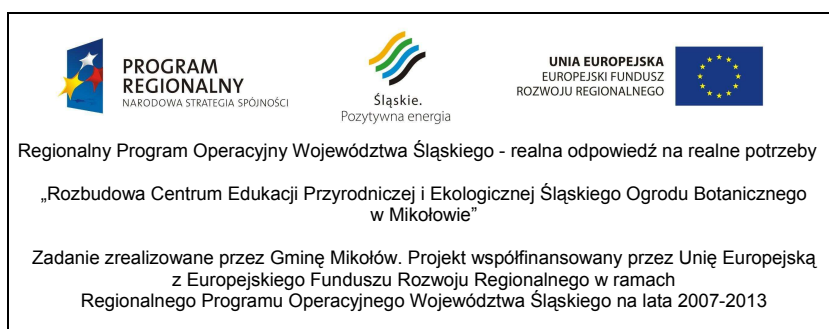 PROGRAM
REGIONALNY
NARODOWA STRATEGIA SPÓJNOŚCI
Śląskie.
Pozytywna energia
UNIA EUROPEJSKA
EUROPEJSKI FUNDUSZ
ROZWOJU REGIONALNEGO
Regionalny Program Operacyjny Województwa Śląskiego - realna odpowiedź na realne potrzeby
„Rozbudowa Centrum Edukacji Przyrodniczej i Ekologicznej Śląskiego Ogrodu Botanicznego
w Mikołowie”
Zadanie zrealizowane przez Gminę Mikołów. Projekt współfinansowany przez Unię Europejską
z Europejskiego Funduszu Rozwoju Regionalnego w ramach
Regionalnego Programu Operacyjnego Województwa Śląskiego na lata 2007-2013